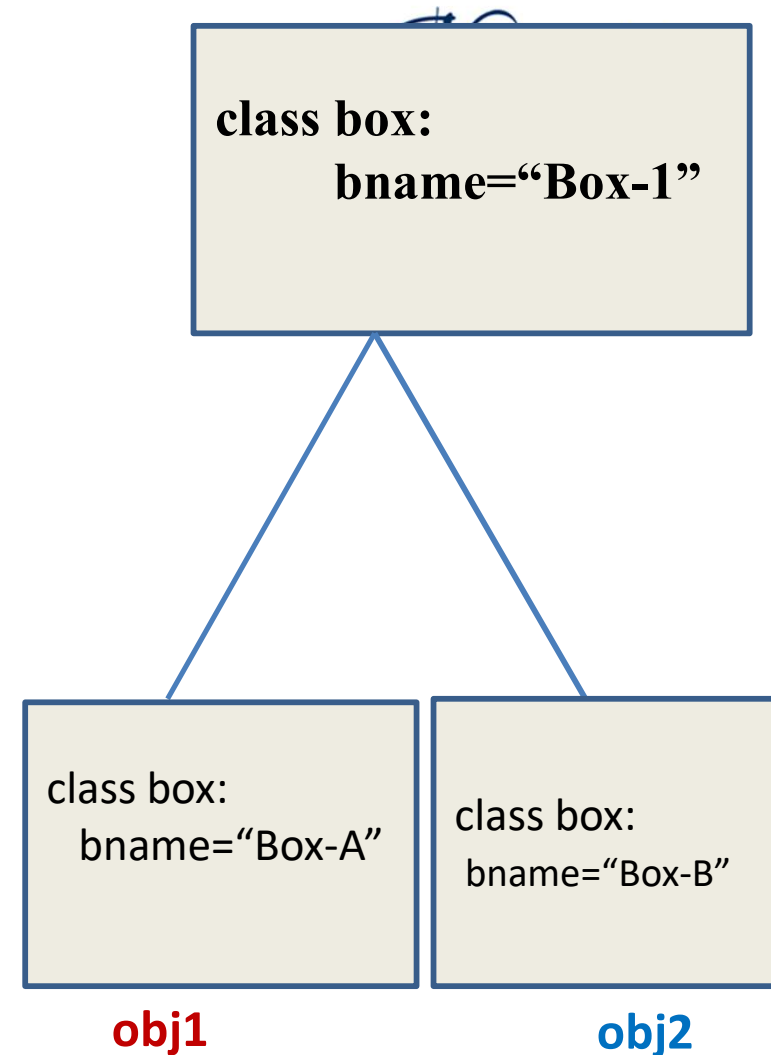 class box:
bname=“Box-1”
class box:
bname=“Box-A”
class box:
bname=“Box-B”
obj1
obj2